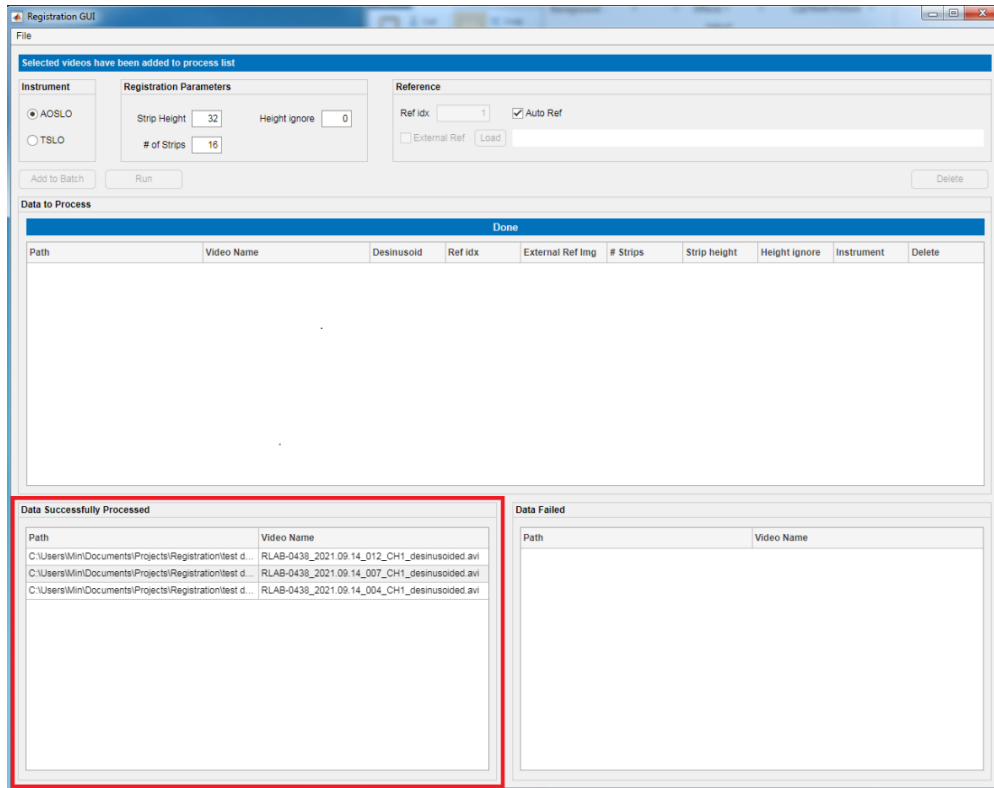 Registration GUI
File
Selected videos have been added to process list
Instrument
AOSLO
TSLO
Registration Parameters
Strip Height 32 Height ignore 0
# of Strips 16
Reference
Ref idx 1 Auto Ref
External Ref Load
Add to Batch Run Delete
Data to Process
Done
Path Video Name Desinusoid Ref idx External Ref Img # Strips Strip height Height ignore Instrument Delete
Data Successfully Processed
Path Video Name
C:\Users\Min\Documents\Projects\Registration\test d... RLAB-0438_2021.09.14_012_CH1_desinusoided.avi
C:\Users\Min\Documents\Projects\Registration\test d... RLAB-0438_2021.09.14_007_CH1_desinusoided.avi
C:\Users\Min\Documents\Projects\Registration\test d... RLAB-0438_2021.09.14_004_CH1_desinusoided.avi
Data Failed
Path Video Name